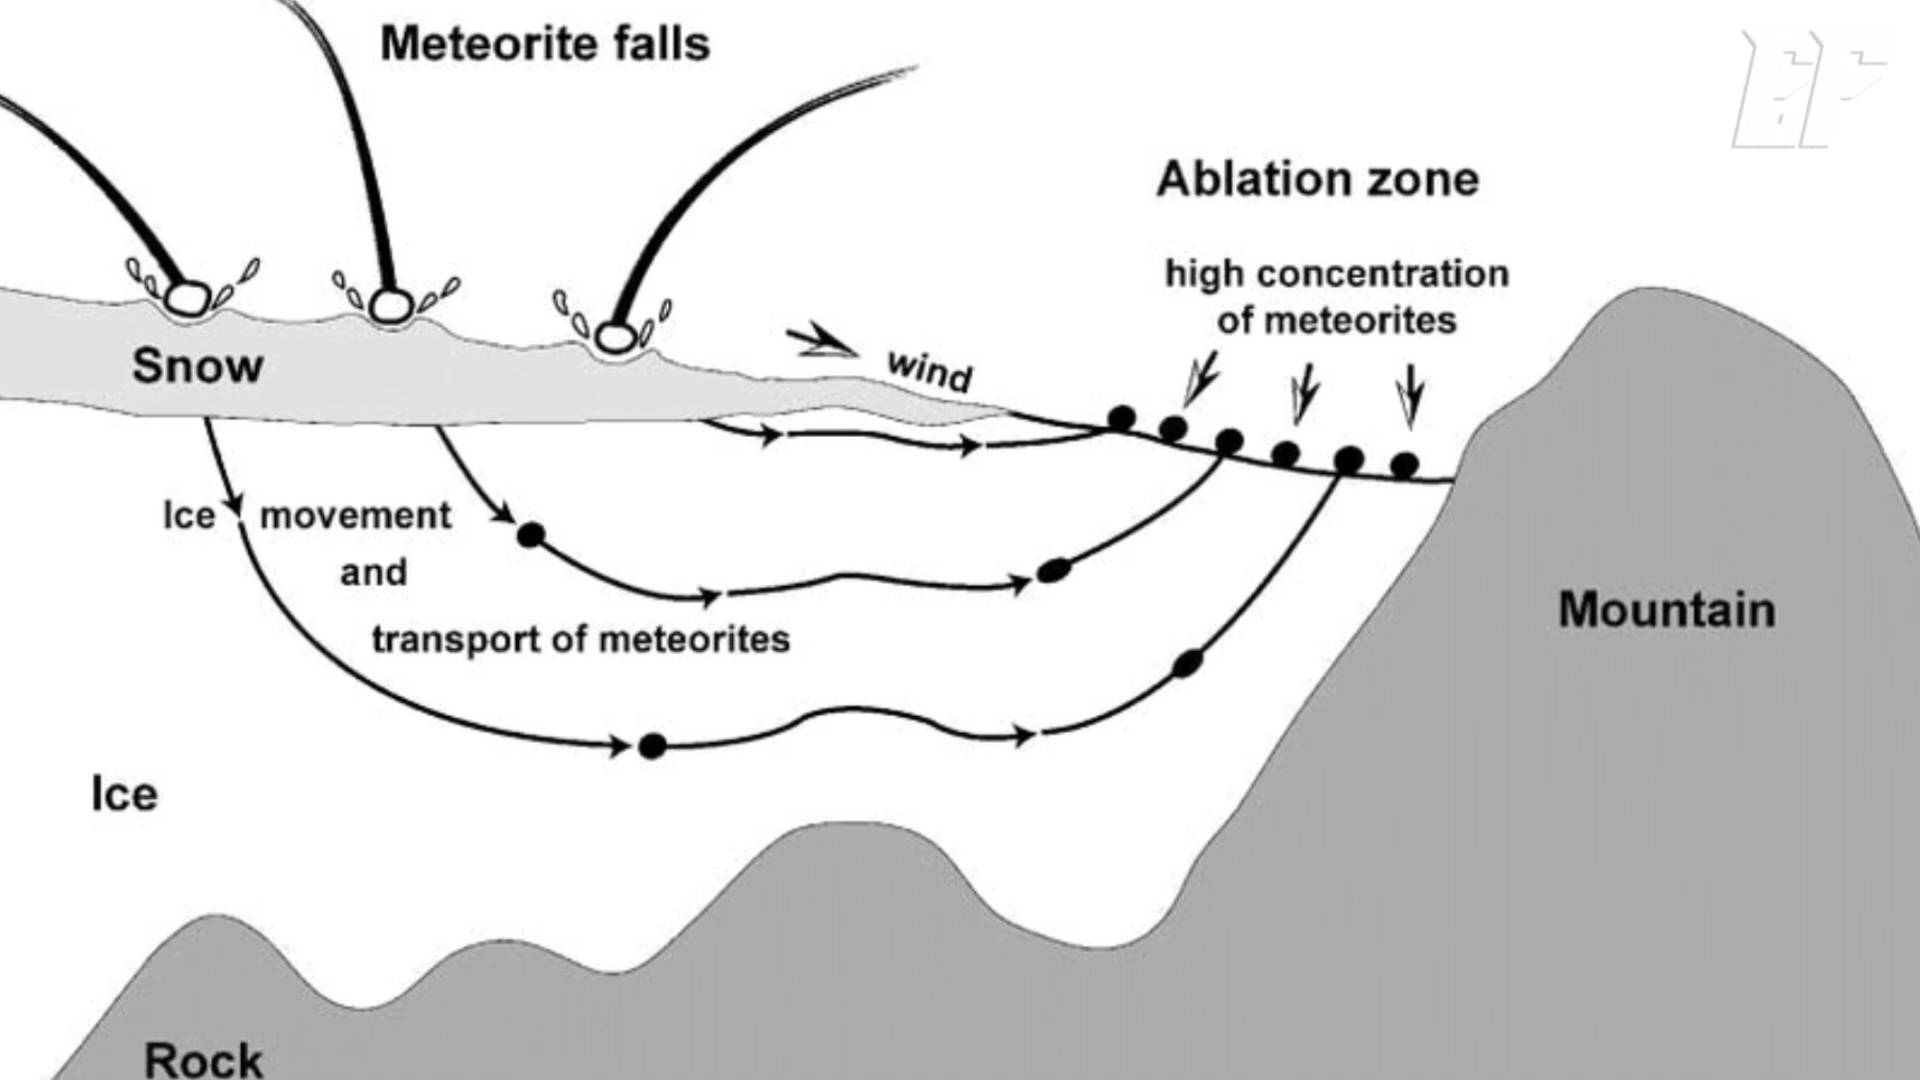 Meteorite falls
Ablation zone
high concentration
of meteorites
Snow
wind
Ice movement
and
transport of meteorites
Mountain
Ice
Rock